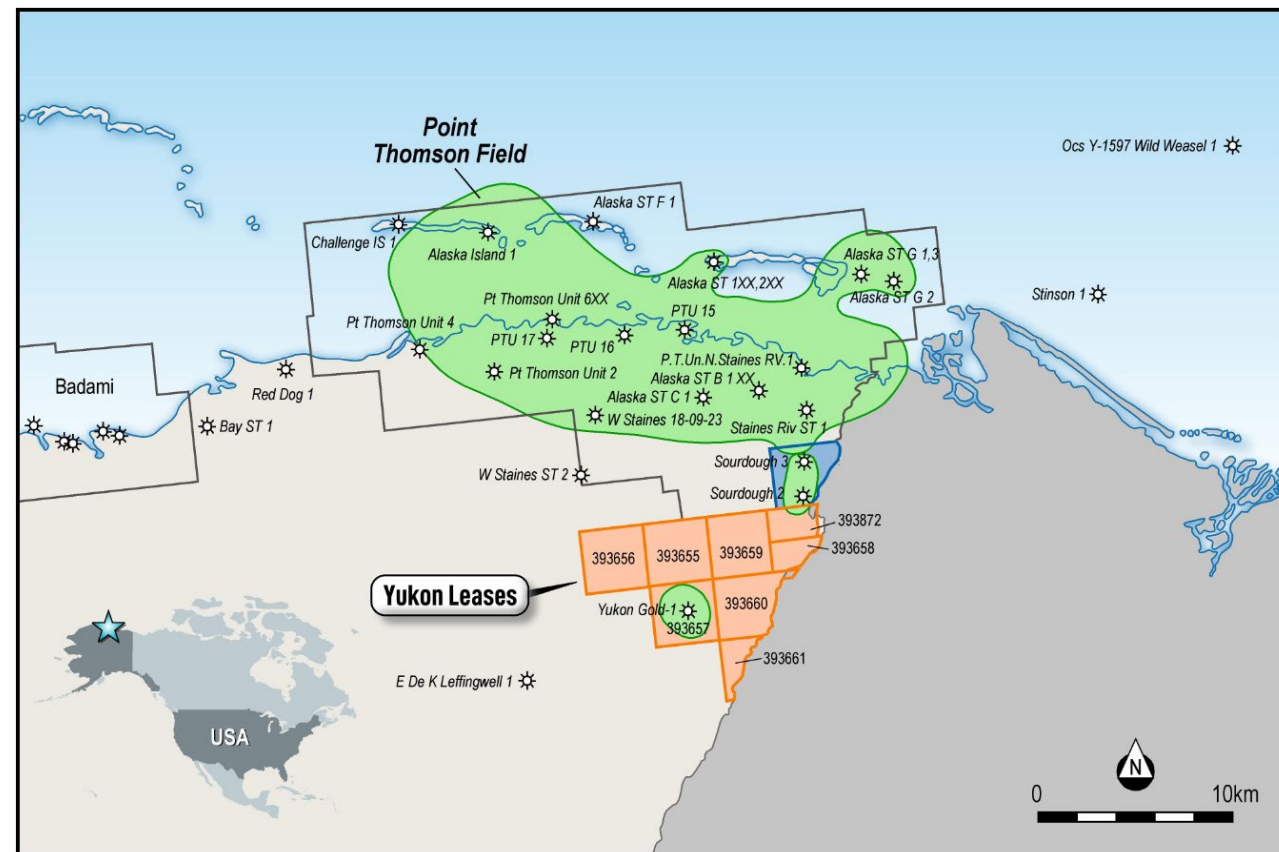 Point
Thomson Field
Ocs Y-1597 Wild Weasel 1
Alaska ST F 1
Challenge IS 1
Alaska Island 1
Alaska ST G 1,3
Alaska ST 1XX,2XX
Alaska ST G 2
Stinson 1
Pt Thomson Unit 6XX
PTU 15
Pt Thomson Unit 4
PTU 17
PTU 16
P.T.Un.N.Staines RV.1
Red Dog 1
Pt Thomson Unit 2
Alaska ST B 1 XX
Badami
Alaska ST C 1
W Staines 18-09-23
Staines Riv ST 1
Bay ST 1
Sourdough 3
W Staines ST 2
Sourdough 2
393872
393656
393655
393659
393658
Yukon Leases
393660
Yukon Gold-1
393657
393661
E De K Leffingwell 1
USA
N
0 10km